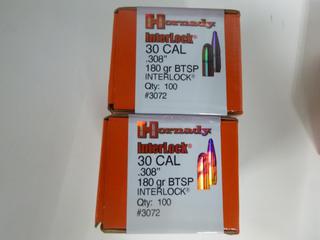 Hornady
InterLock®
30 CAL
.308"
180 gr BTSP
INTERLOCK®
Qty: 100
#3072
Hornady
InterLock®
30 CAL
.308"
180 gr BTSP
INTERLOCK®
Qty: 100
#3072